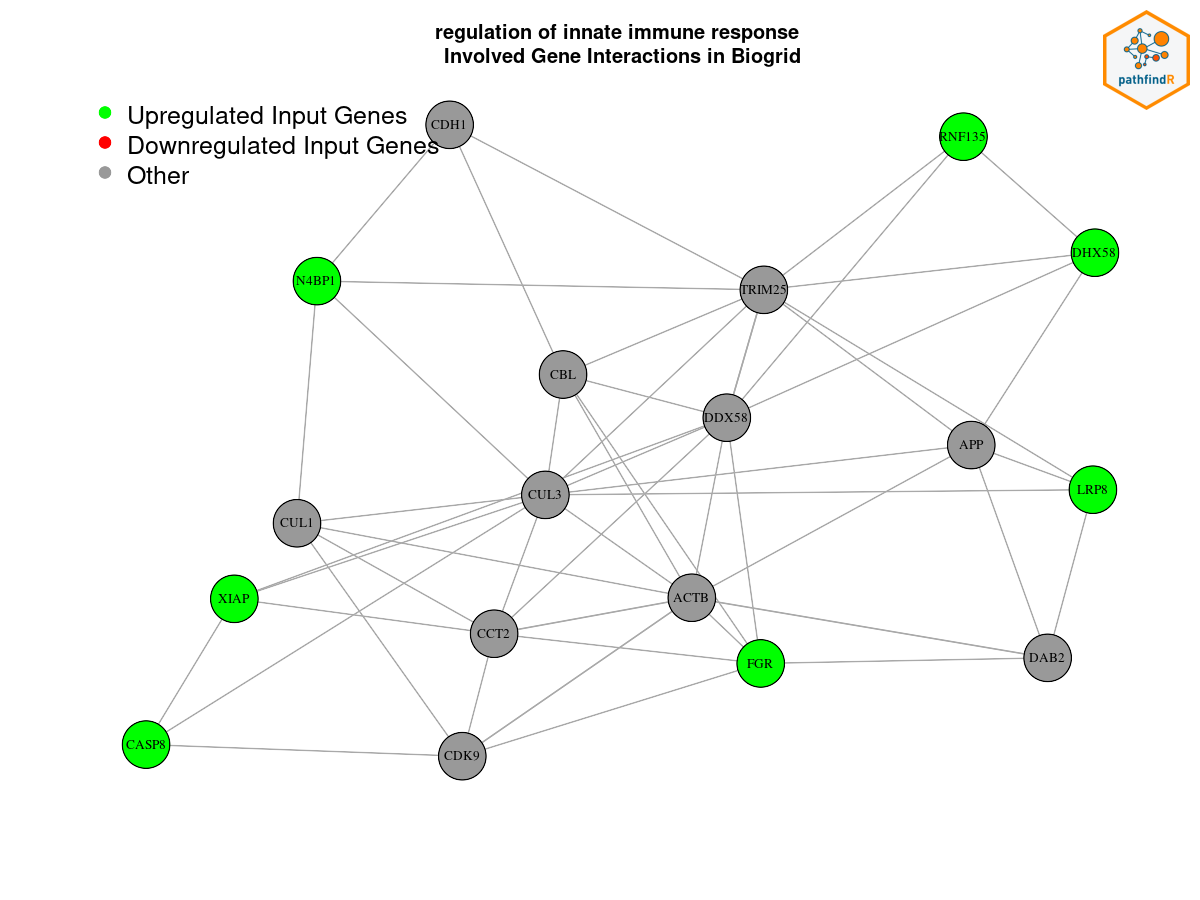 regulation of innate immune response
Involved Gene Interactions in Biogrid
pathfindR
Upregulated Input Genes
Downregulated Input Genes
Other
CDH1
RNF135
DHX58
N4BP1
TRIM25
CBL
DDX58
APP
LRP8
CUL3
CUL1
XIAP
ACTB
CCT2
FGR
DAB2
CASP8
CDK9